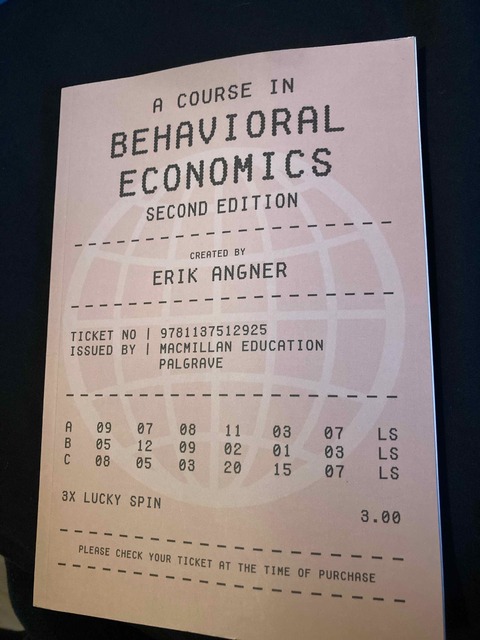 A COURSE IN
BEHAVIORAL
ECONOMICS
SECOND EDITION
CREATED BY
ERIK ANGNER
TICKET NO | 9781137512925
ISSUED BY | MACMILLAN EDUCATION
PALGRAVE
A 09 07 08 11 03 07 LS
B 05 12 09 02 01 03 LS
C 08 05 03 20 15 07 LS
3X LUCKY SPIN 3.00
PLEASE CHECK YOUR TICKET AT THE TIME OF PURCHASE